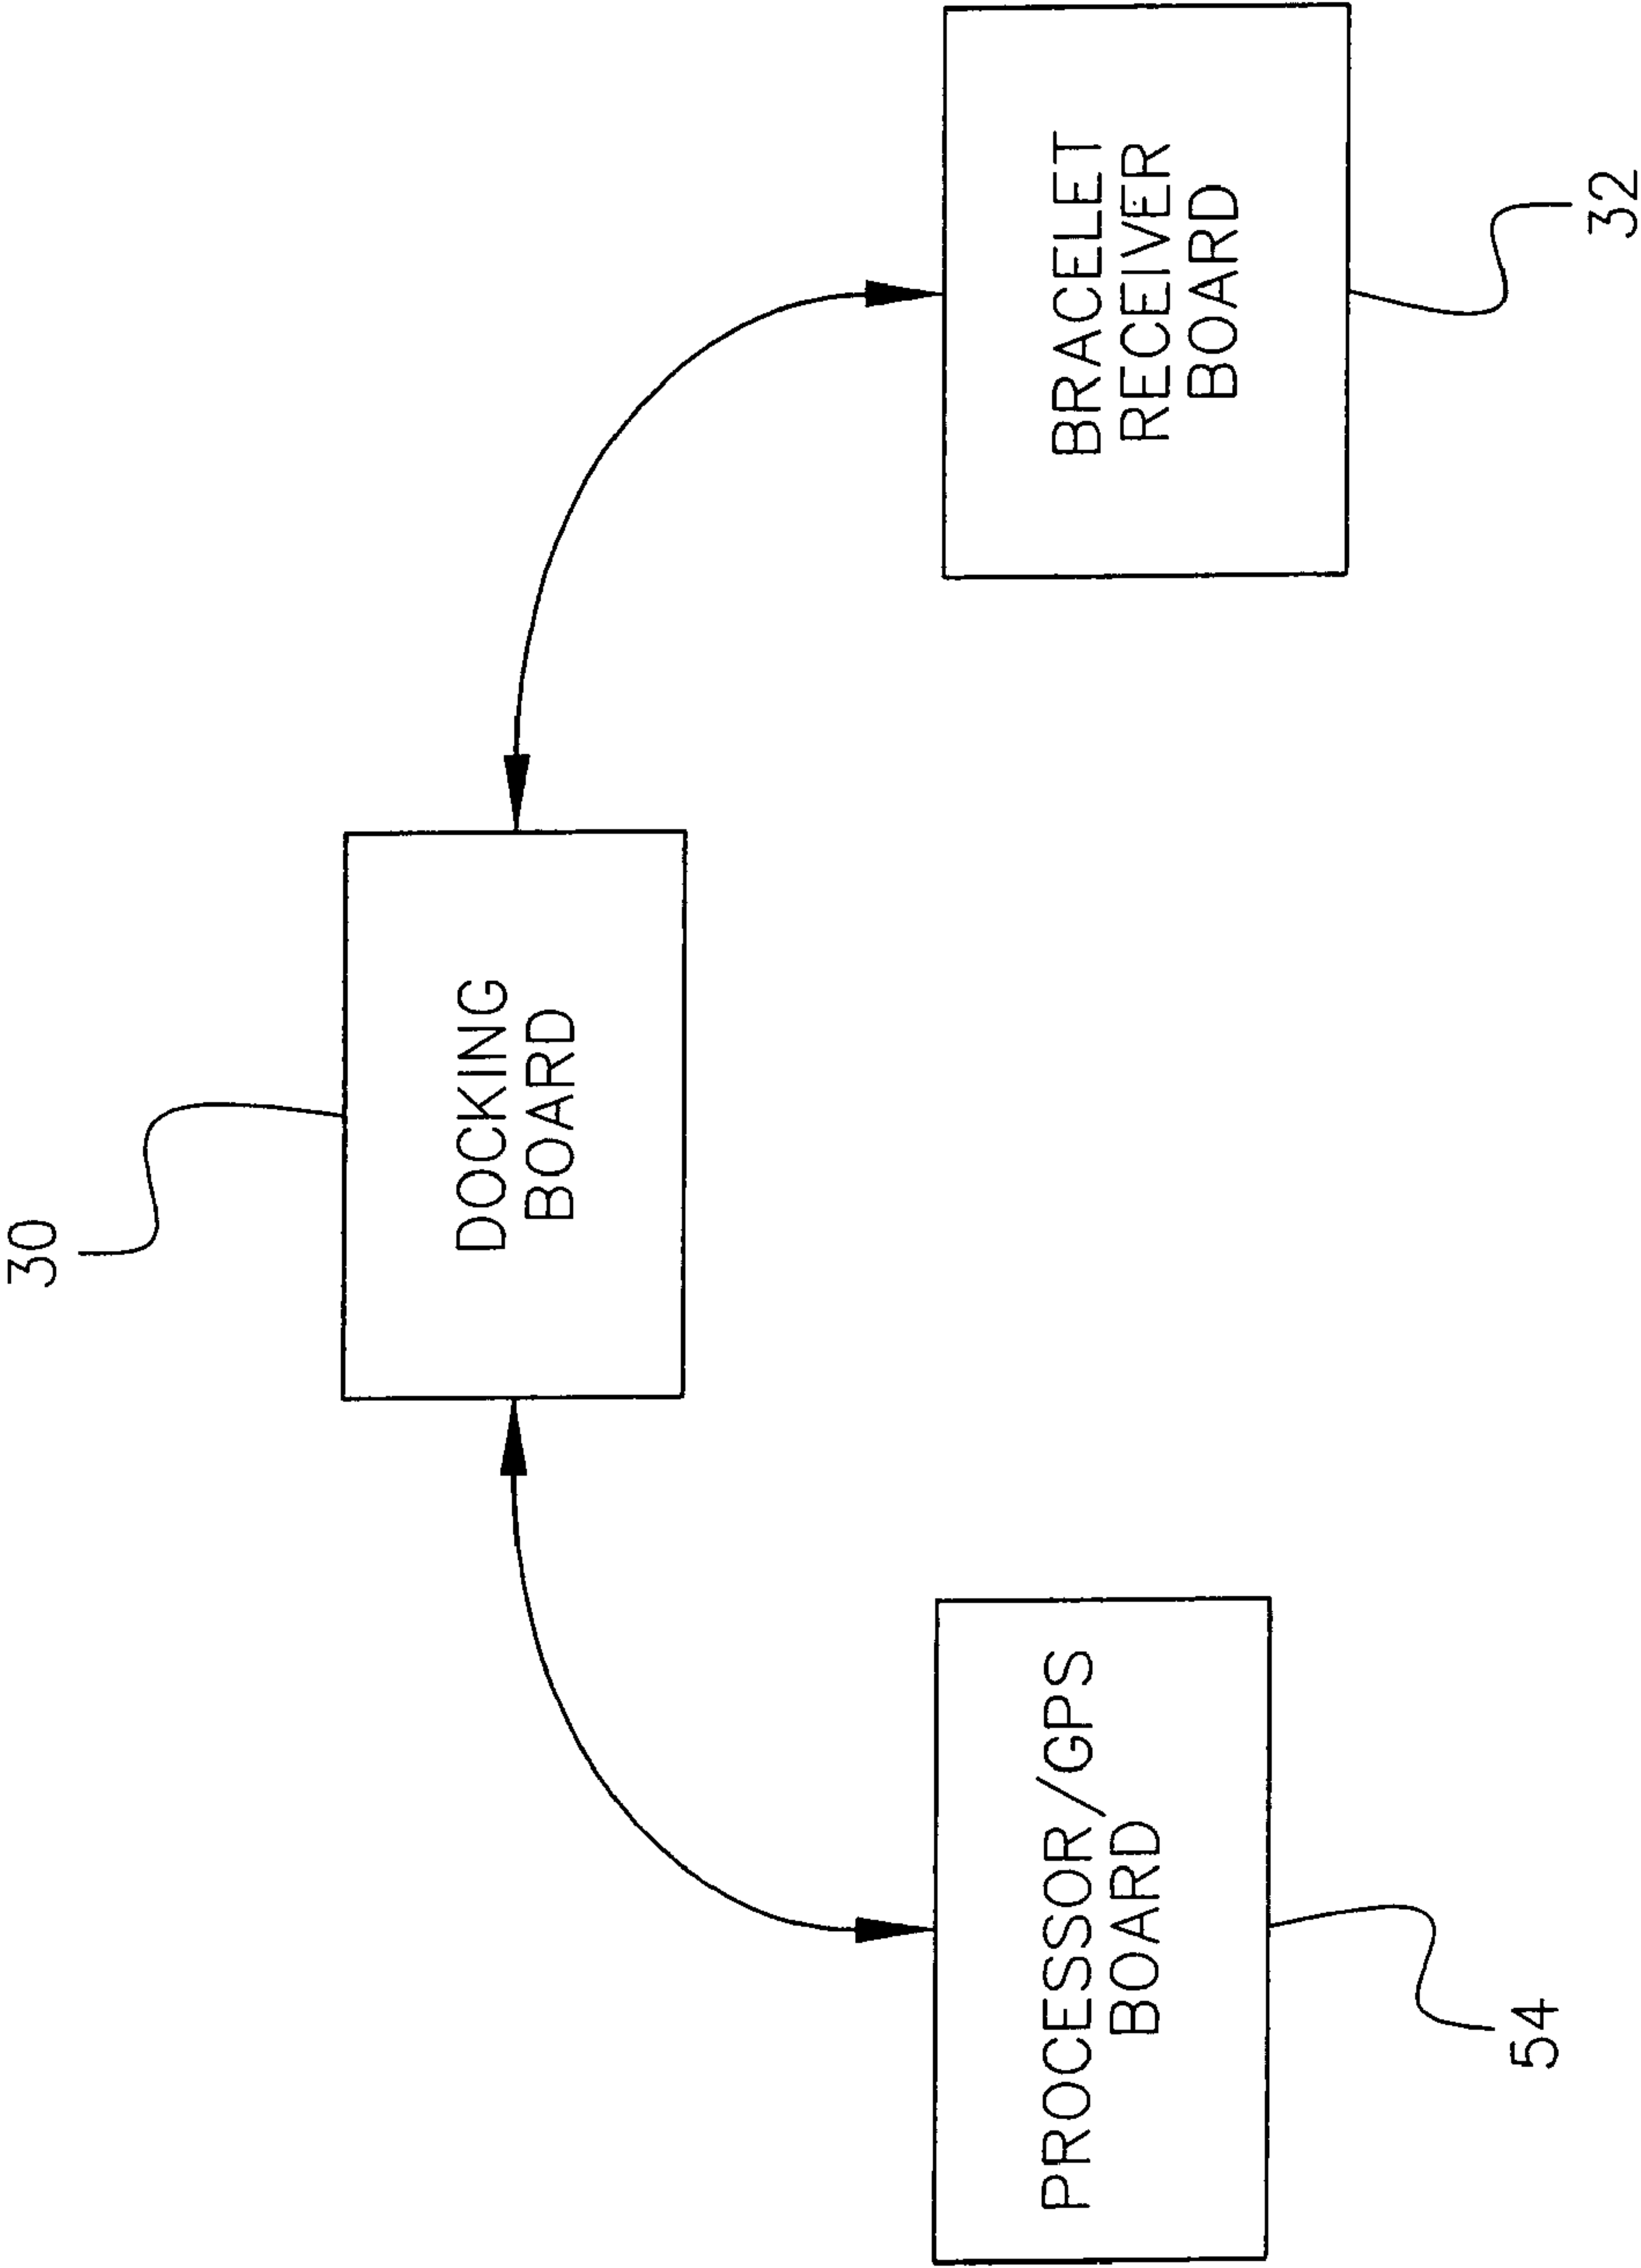 30
DOCKING
BOARD
PROCESSOR/GPS
BOARD
54
BRACELET
RECEIVER
BOARD
32